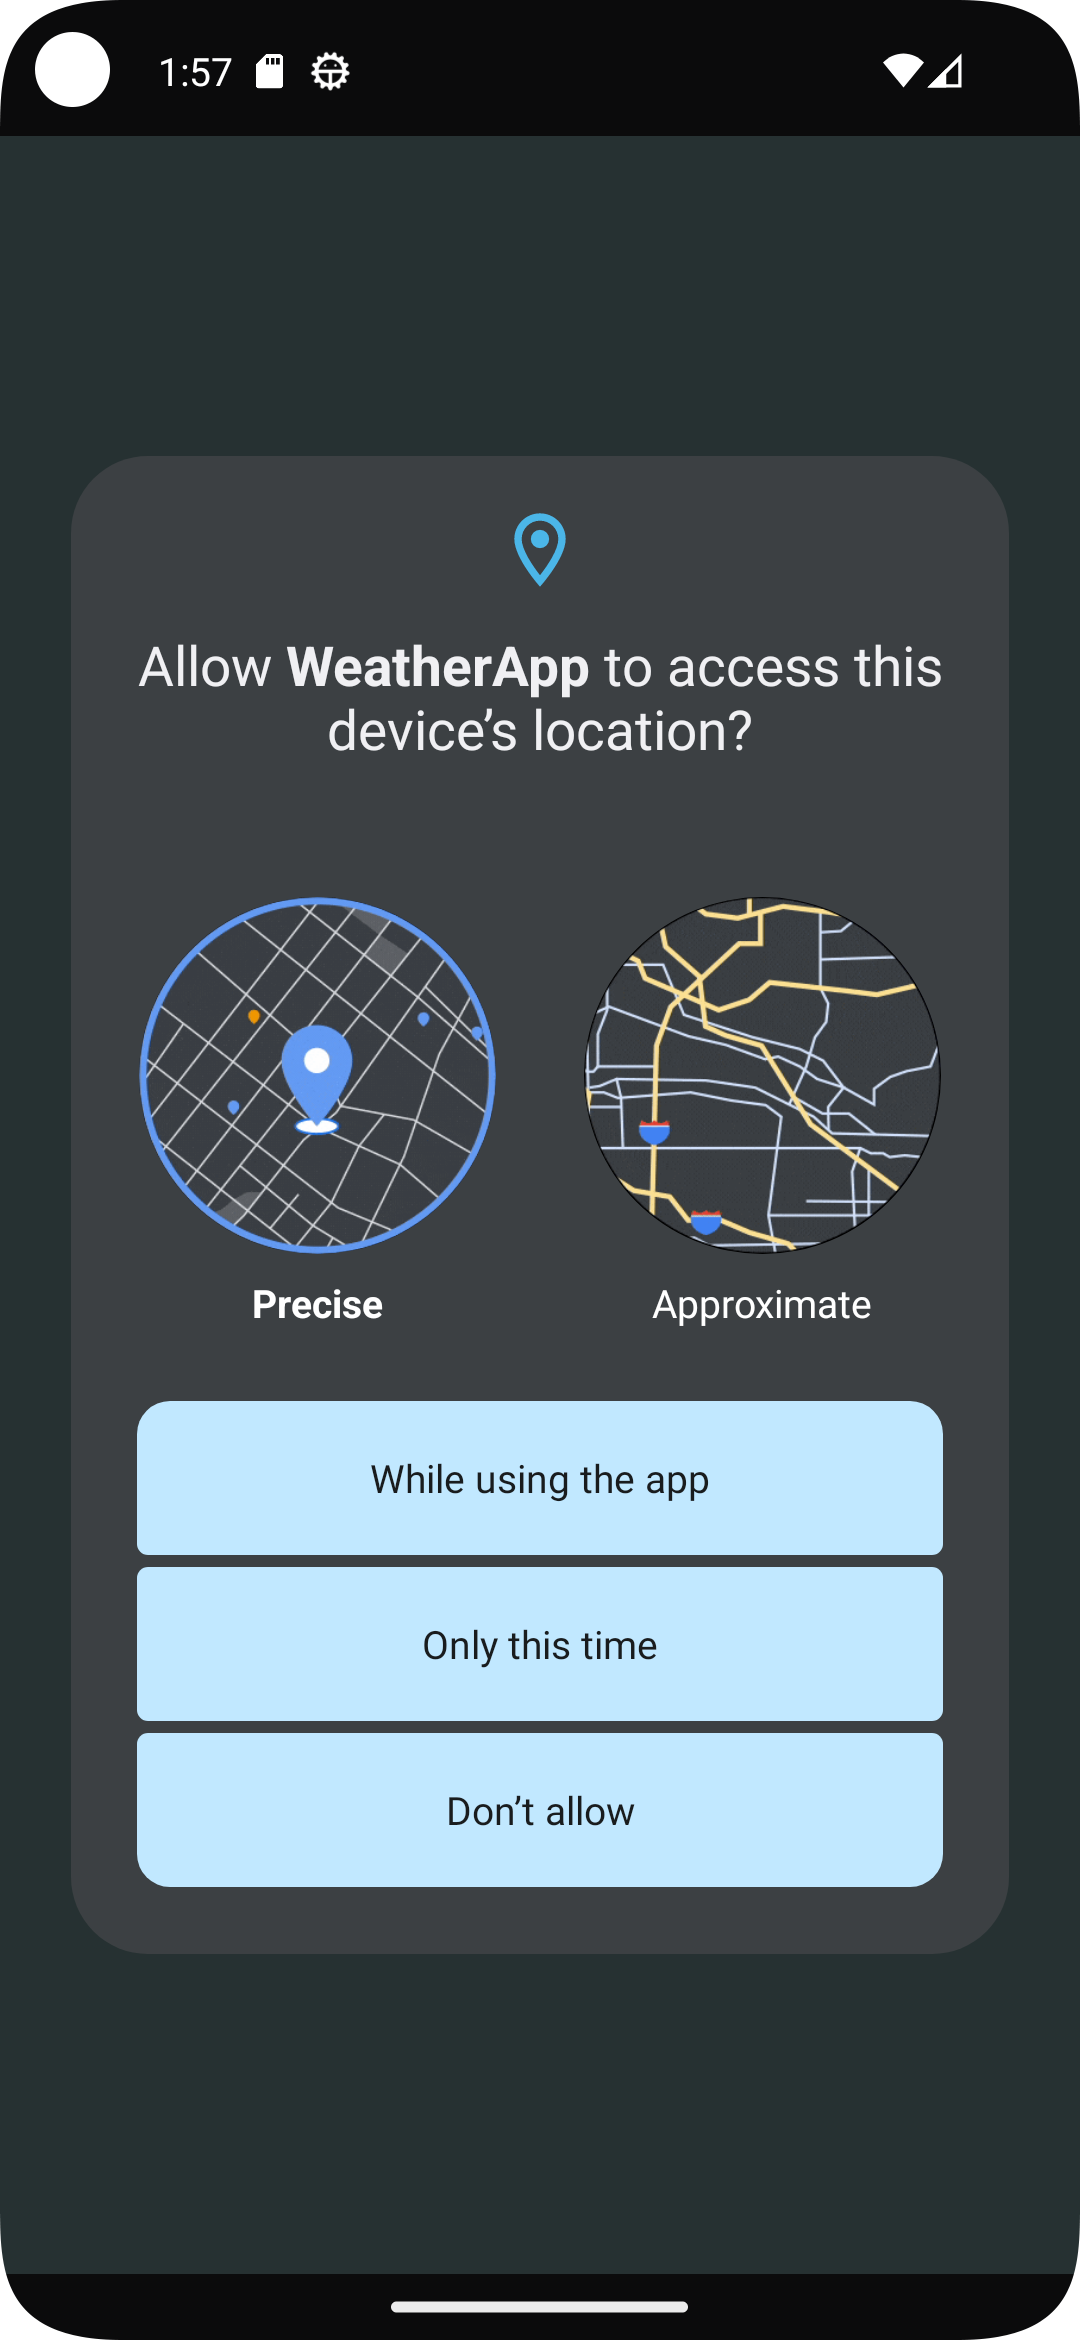 1:57
Allow WeatherApp to access this
device’s location?
Precise
Approximate
While using the app
Only this time
Don’t allow